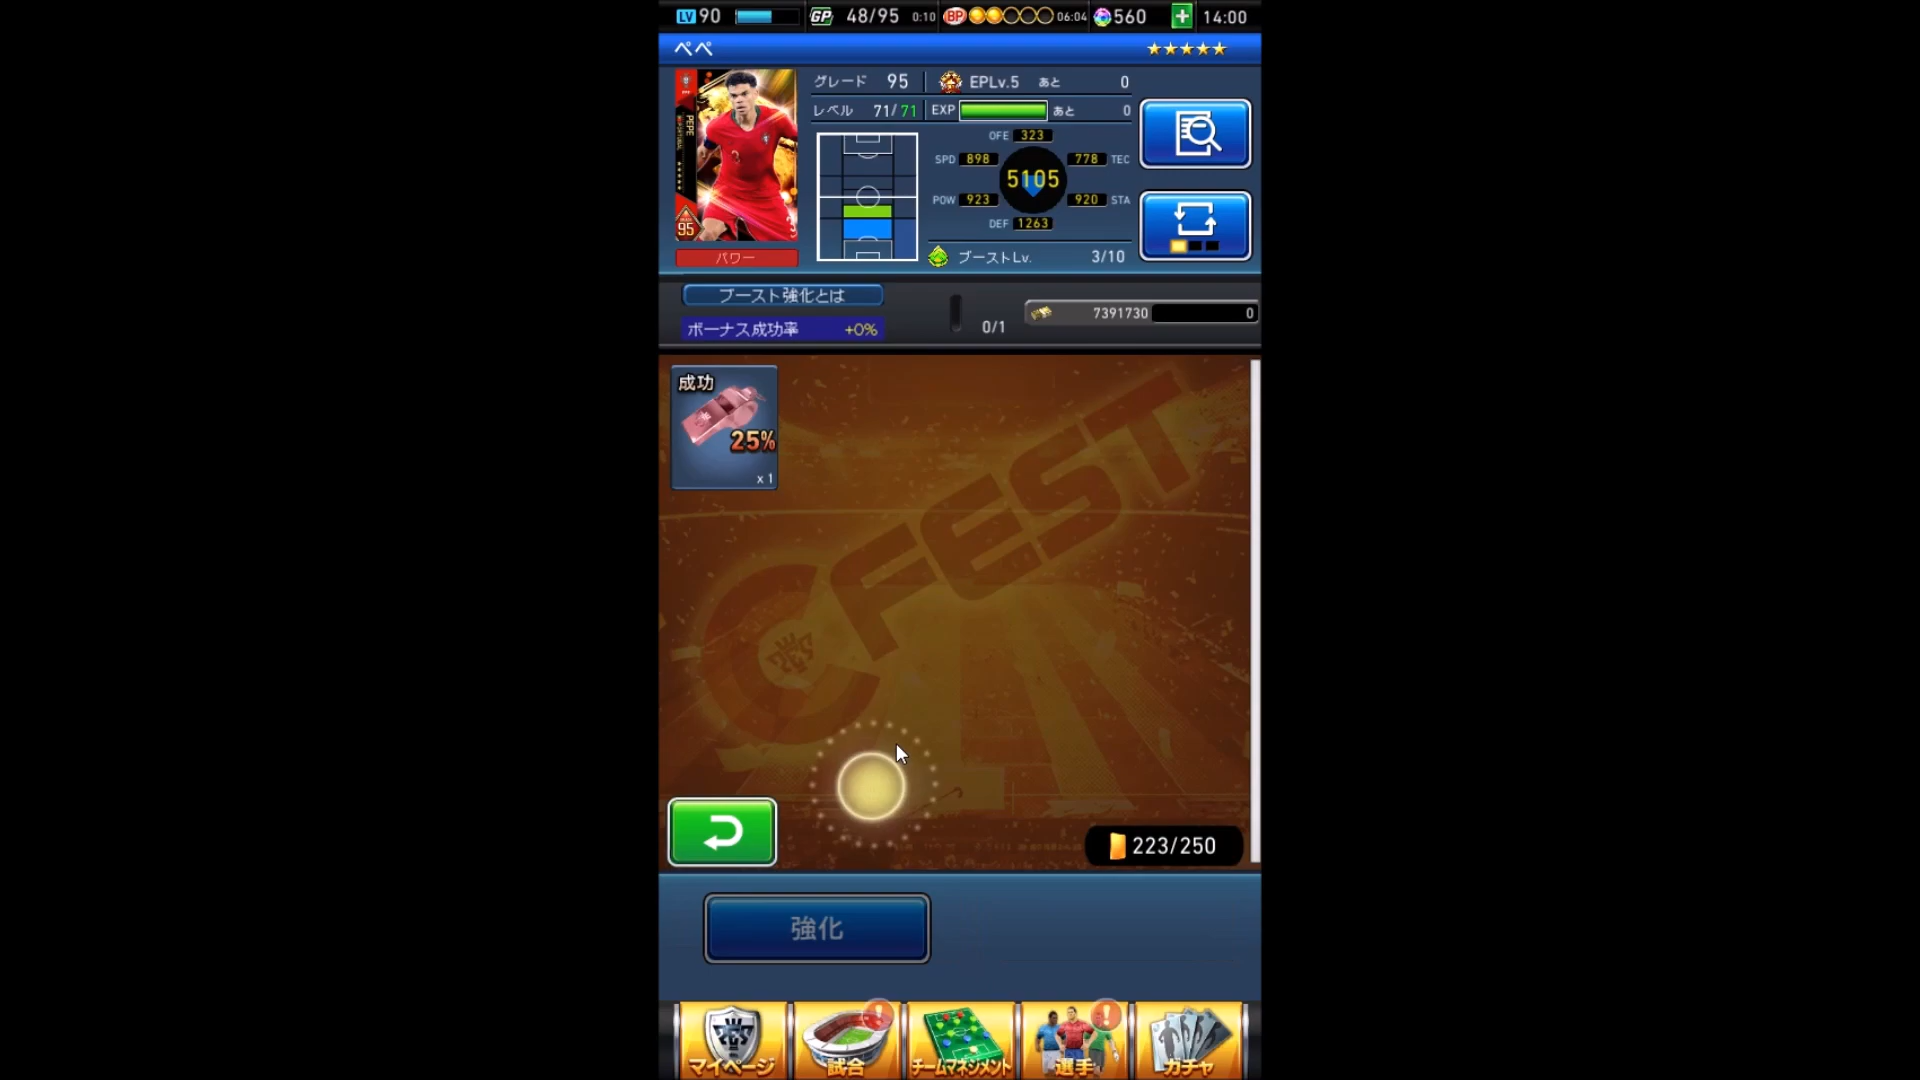 LV 90 GP 48/95 0:10 BP 06:04 560 14:00
ペペ ★★★★★
グレード 95 EPLv.5 あと 0
レベル 71/71 EXP あと 0
PEPE
95
パワー
OFE 323
SPD 898 778 TEC
5105
POW 923 920 STA
DEF 1263
ブーストLv. 3/10
ブースト強化とは
ボーナス成功率 +0%
0/1
7391730 0
成功
25%
x1
CFEST
223/250
強化
マイページ 試合 チームマネジメント 選手 ガチャ